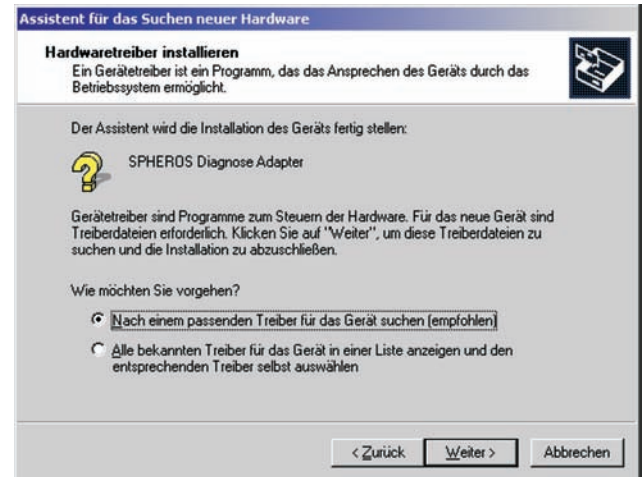 Assistent für das Suchen neuer Hardware
Hardwaretreiber installieren
Ein Gerätetreiber ist ein Programm, das das Ansprechen des Geräts durch das
Betriebssystem ermöglicht.
Der Assistent wird die Installation des Geräts fertig stellen:
SPHEROS Diagnose Adapter
Gerätetreiber sind Programme zum Steuern der Hardware. Für das neue Gerät sind
Treiberdateien erforderlich. Klicken Sie auf "Weiter", um diese Treiberdateien zu
suchen und die Installation zu abzuschließen.
Wie möchten Sie vorgehen?
Nach einem passenden Treiber für das Gerät suchen (empfohlen)
Alle bekannten Treiber für das Gerät in einer Liste anzeigen und den
entsprechenden Treiber selbst auswählen
< Zurück Weiter > Abbrechen